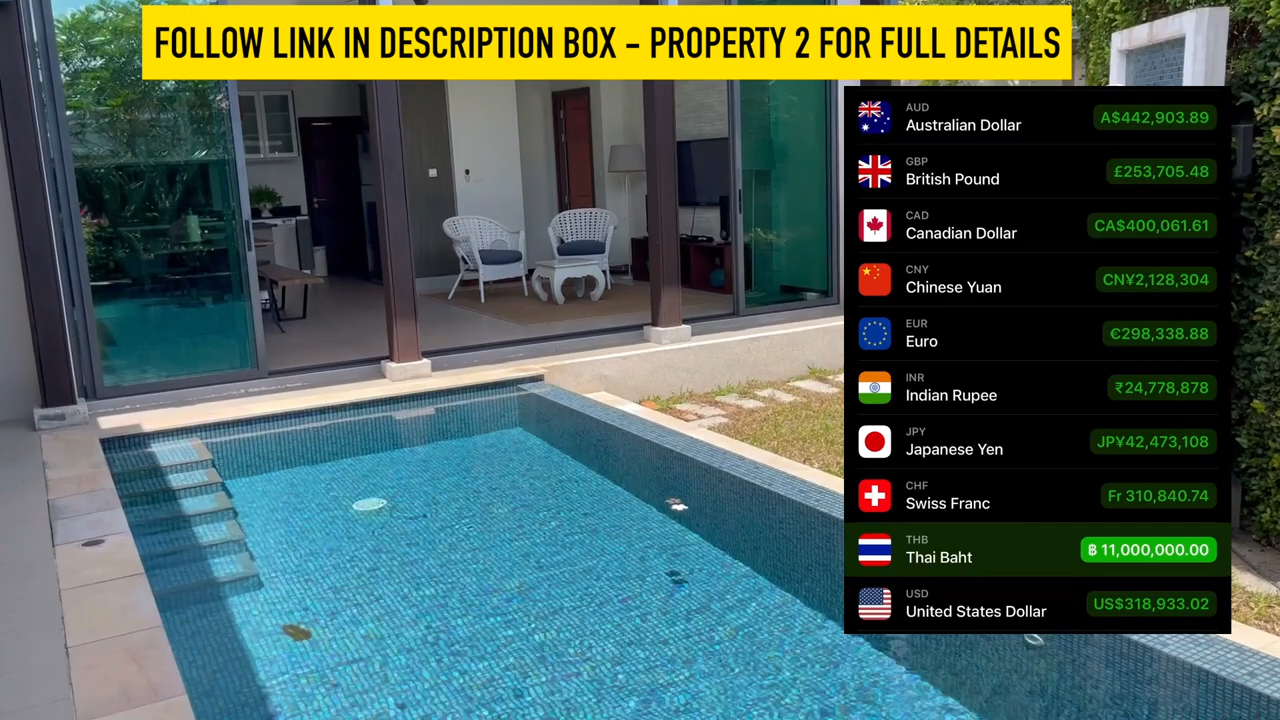 FOLLOW LINK IN DESCRIPTION BOX - PROPERTY 2 FOR FULL DETAILS
AUD
Australian Dollar
A$442,903.89
GBP
British Pound
£253,705.48
CAD
Canadian Dollar
CA$400,061.61
CNY
Chinese Yuan
CN¥2,128,304
EUR
Euro
€298,338.88
INR
Indian Rupee
₹24,778,878
JPY
Japanese Yen
JP¥42,473,108
CHF
Swiss Franc
Fr 310,840.74
THB
Thai Baht
฿ 11,000,000.00
USD
United States Dollar
US$318,933.02